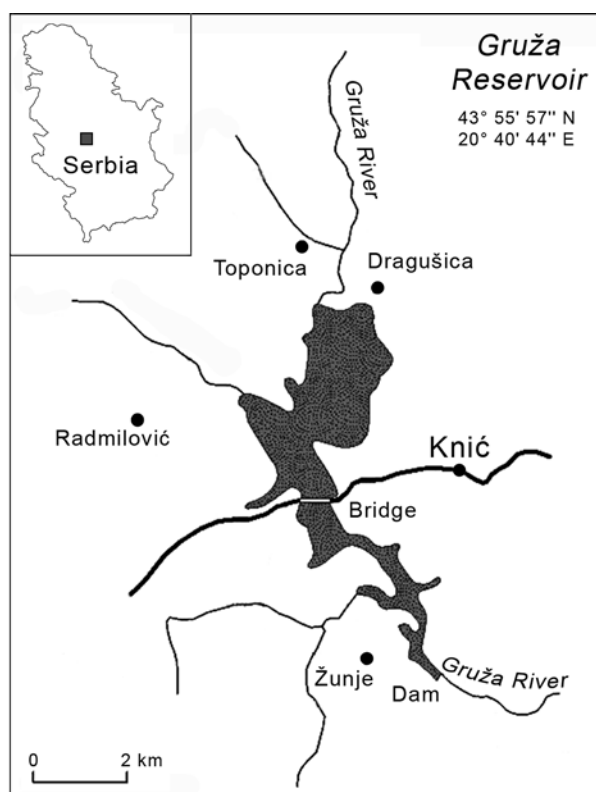 Gruža
Reservoir
43° 55' 57" N
20° 40' 44" E
Serbia
Gruža River
Toponica
Dragušica
Radmilović
Knić
Bridge
Žunje
Dam
Gruža River
0 2 km